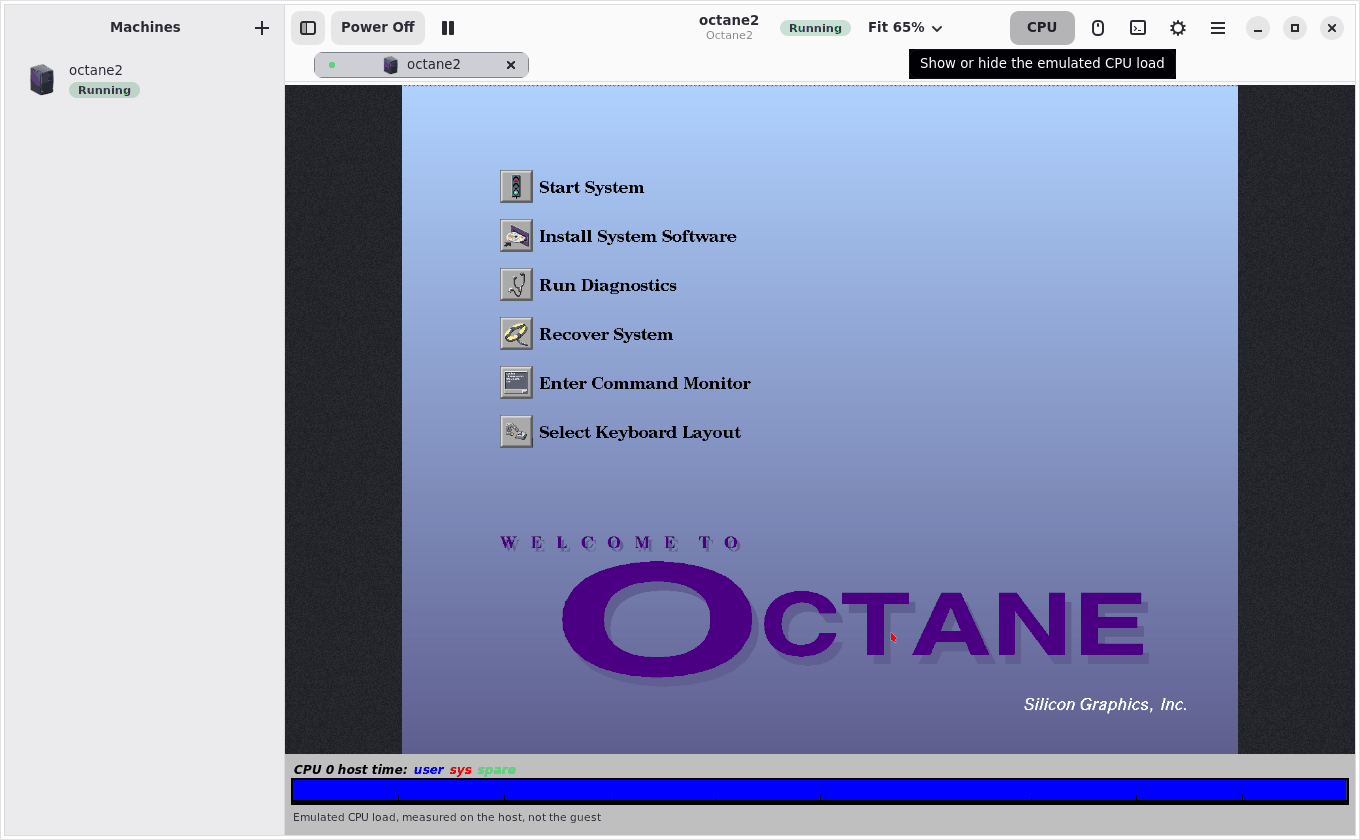 Machines
Power Off
octane2
Octane2
Running
Fit 65%
CPU
octane2
Running
octane2
Show or hide the emulated CPU load
Start System
Install System Software
Run Diagnostics
Recover System
Enter Command Monitor
Select Keyboard Layout
WELCOME TO
OCTANE
Silicon Graphics, Inc.
CPU 0 host time: user sys spare
Emulated CPU load, measured on the host, not the guest